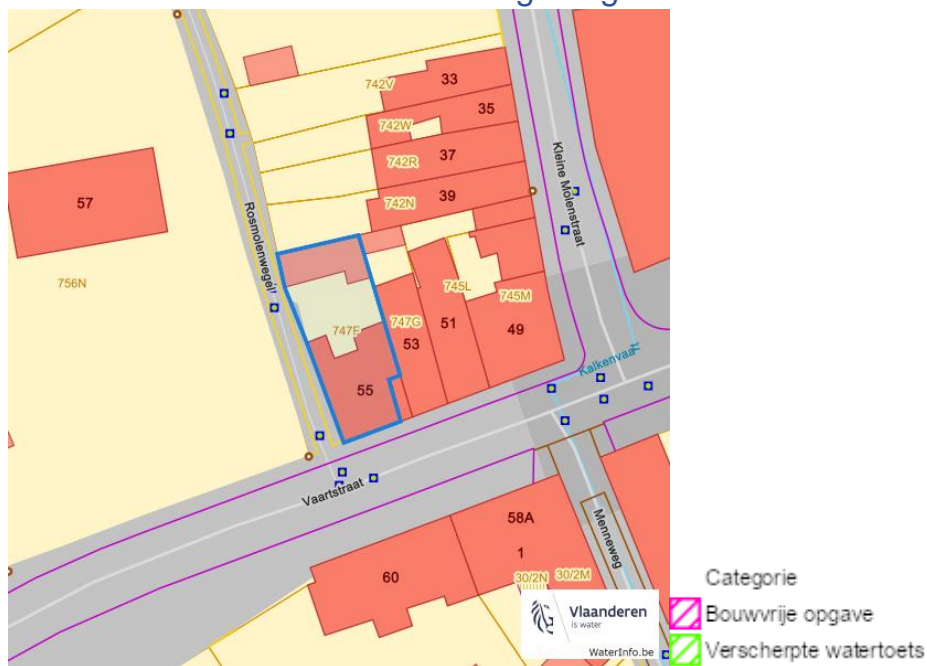 33
742V
35
742W
37
742R
39
742N
Kleine Molenstraat
57
Rosmolenwegel
756N
745L
745M
747F
747G
51
53
49
55
Kalkenvaart
Vaartstraat
58A
1
60
30/2N
30/2M
Menneweg
Vlaanderen
is water
WaterInfo.be
Categorie
Bouwvrije opgave
Verscherpte watertoets